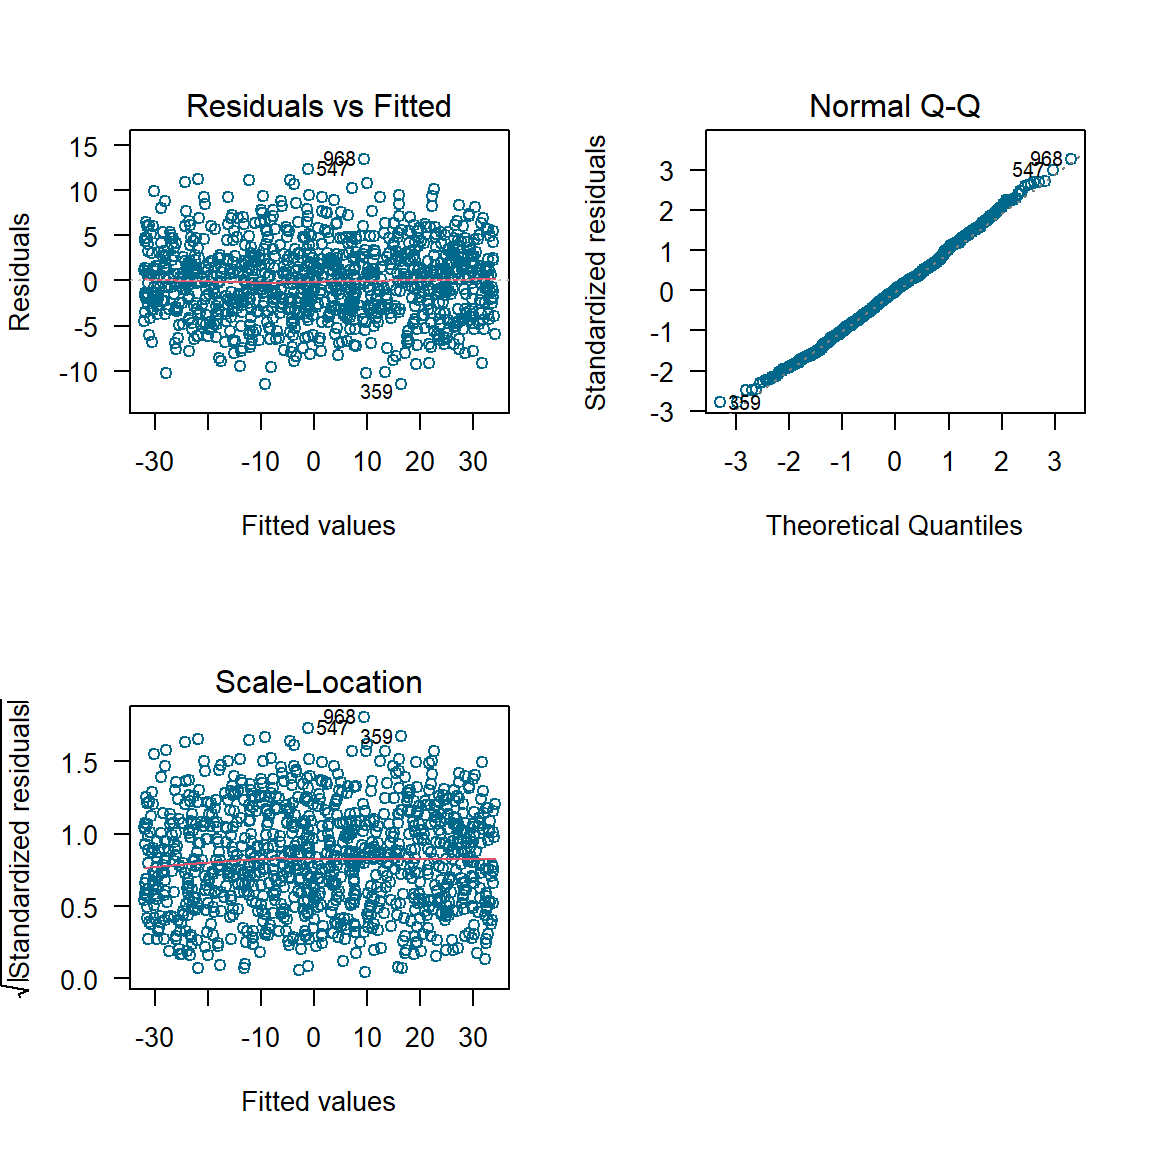 Residuals vs Fitted
Residuals
15
10
5
0
-5
-10
968
547
359
-30 -10 0 10 20 30
Fitted values
Normal Q-Q
Standardized residuals
3
2
1
0
-1
-2
-3
968
547
359
-3 -2 -1 0 1 2 3
Theoretical Quantiles
Scale-Location
√|Standardized residuals|
1.5
1.0
0.5
0.0
968
547
359
-30 -10 0 10 20 30
Fitted values